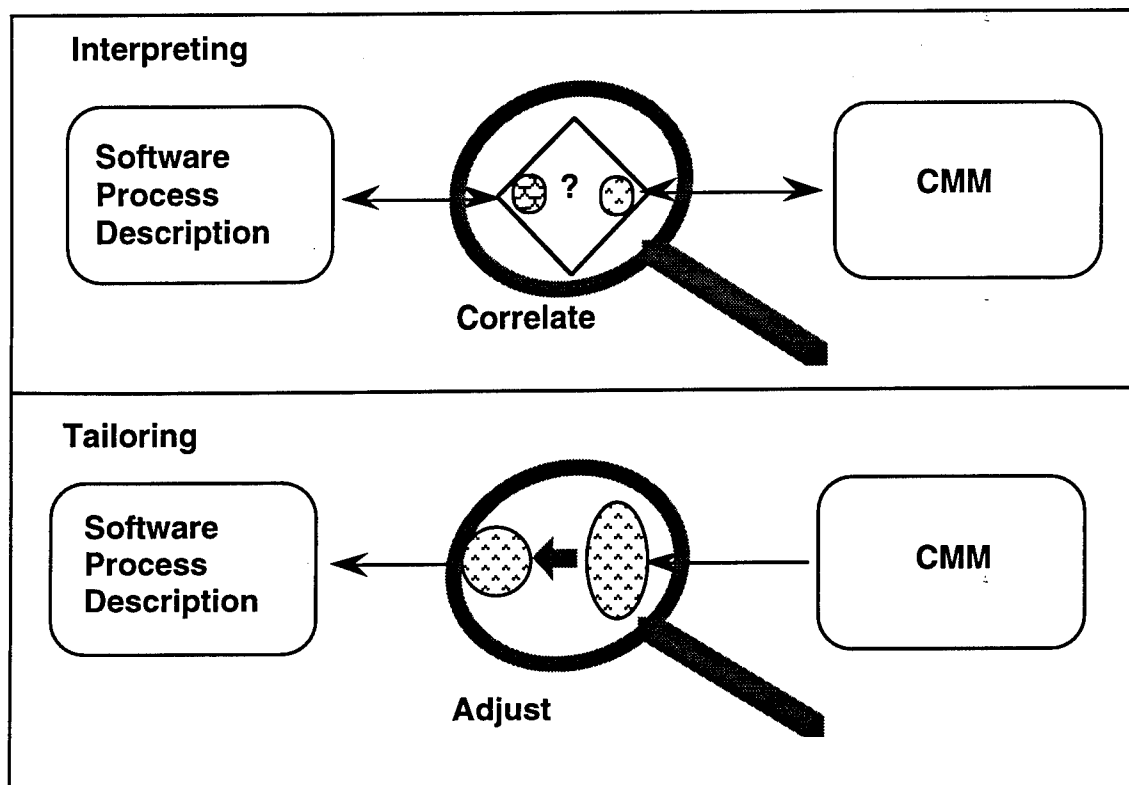 Interpreting
Software
Process
Description
?
CMM
Correlate
Tailoring
Software
Process
Description
CMM
Adjust